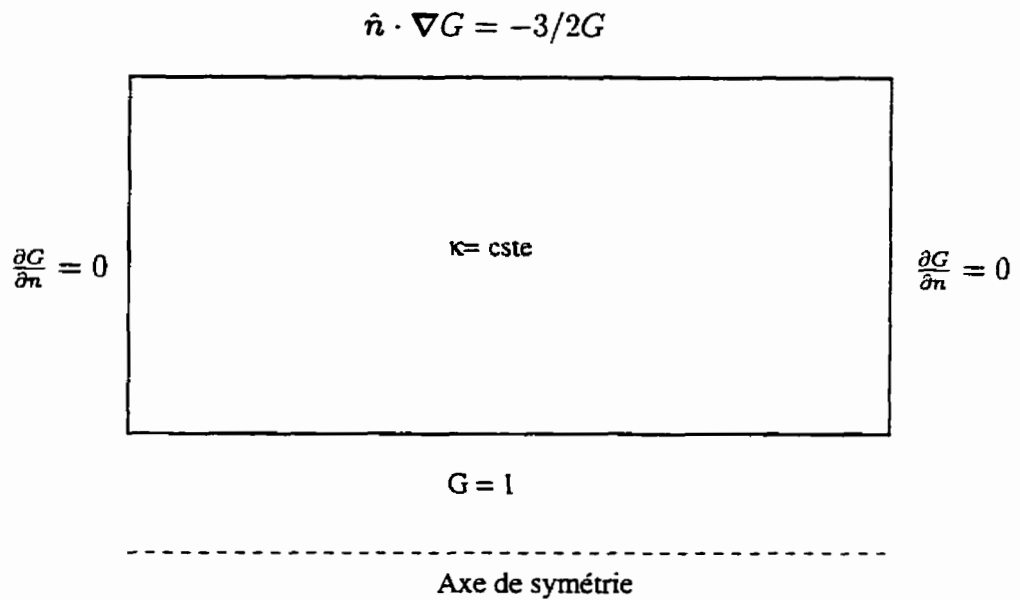 n̂ · ∇G = −3/2G
∂G/∂n = 0
κ= cste
∂G/∂n = 0
G = 1
Axe de symétrie